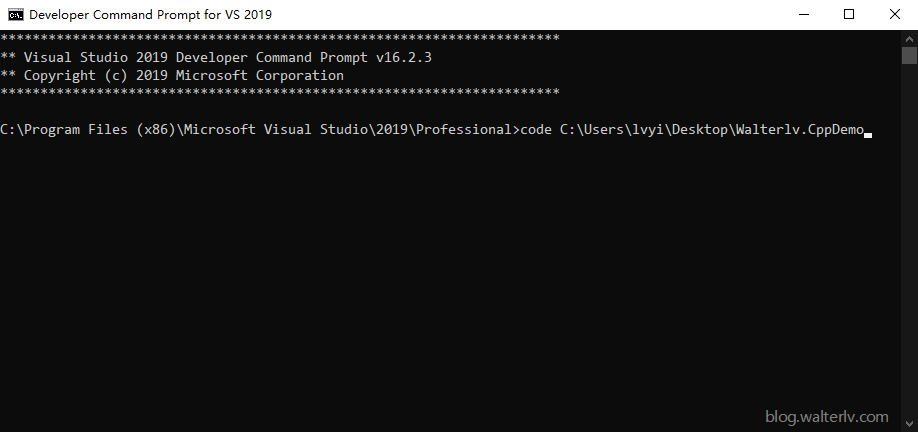 Developer Command Prompt for VS 2019
**********************************************************************
** Visual Studio 2019 Developer Command Prompt v16.2.3
** Copyright (c) 2019 Microsoft Corporation
**********************************************************************
C:\Program Files (x86)\Microsoft Visual Studio\2019\Professional>code C:\Users\lvyi\Desktop\Walterlv.CppDemo
blog.walterlv.com